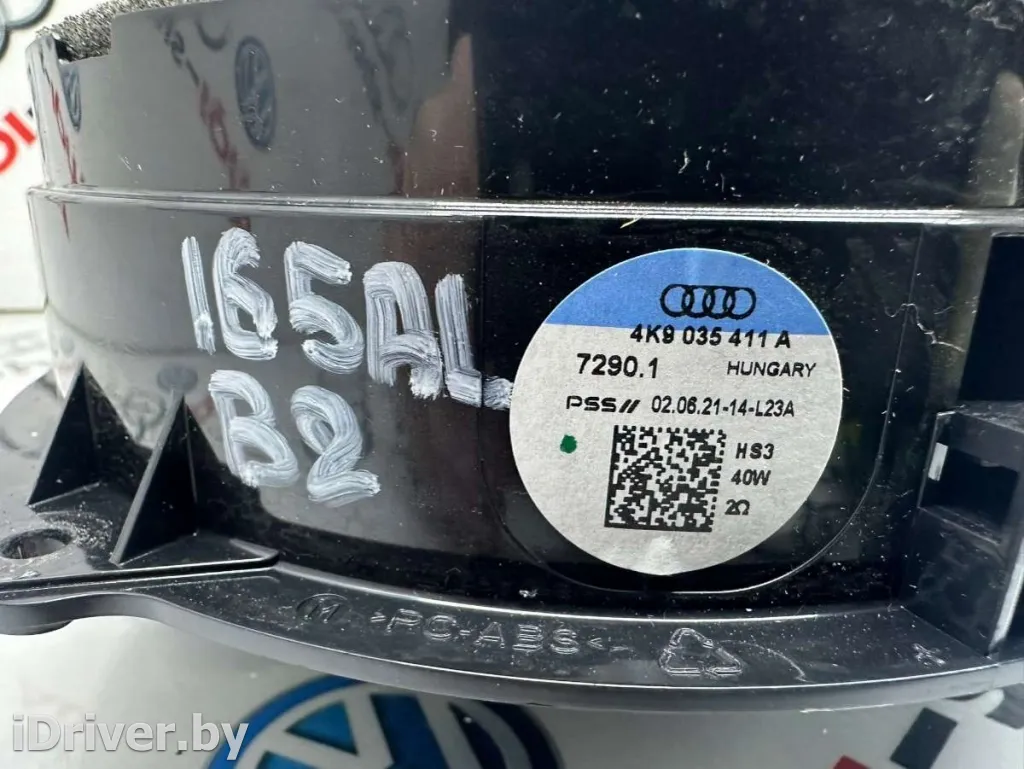 165AL
B2
4K9 035 411 A
7290.1 HUNGARY
PSS// 02.06.21-14-L23A
HS3
40W
2Ω
>PC-ABS<
iDriver.by